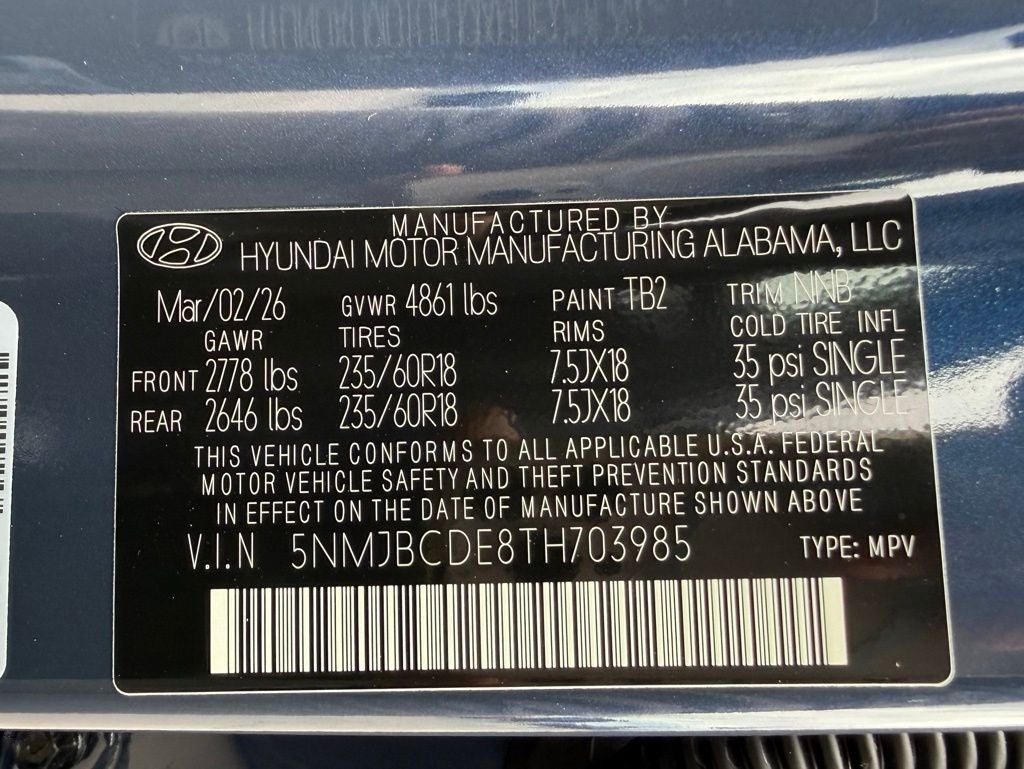 MANUFACTURED BY
HYUNDAI MOTOR MANUFACTURING ALABAMA, LLC
Mar/02/26 GVWR 4861 lbs PAINT TB2 TRIM NNB
GAWR TIRES RIMS COLD TIRE INFL
FRONT 2778 lbs 235/60R18 7.5JX18 35 psi SINGLE
REAR 2646 lbs 235/60R18 7.5JX18 35 psi SINGLE
THIS VEHICLE CONFORMS TO ALL APPLICABLE U.S.A. FEDERAL
MOTOR VEHICLE SAFETY AND THEFT PREVENTION STANDARDS
IN EFFECT ON THE DATE OF MANUFACTURE SHOWN ABOVE
V.I.N 5NMJBCDE8TH703985 TYPE: MPV